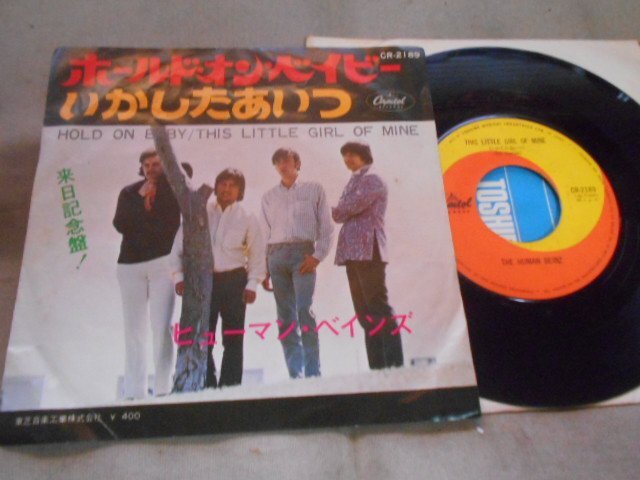 CR-2189
ホールド・オン・ベイビー
いかしたあいつ
Capitol
HOLD ON BABY/THIS LITTLE GIRL OF MINE
来日記念盤!
ヒューマン・ベインズ
東芝音楽工業株式会社 ¥ 400
THIS LITTLE GIRL OF MINE
Capitol
TOSHIBA
CR-2189
THE HUMAN BEINZ